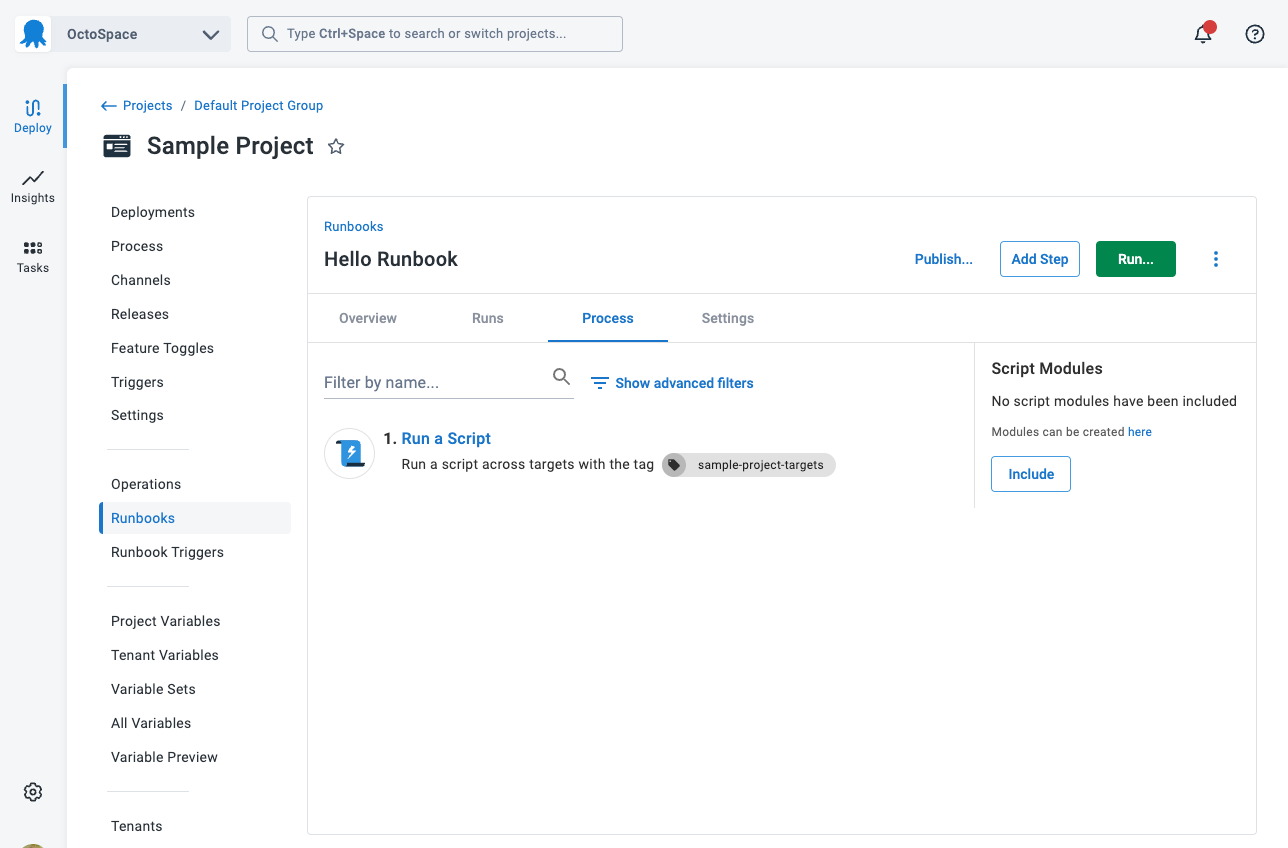 OctoSpace
Type Ctrl+Space to search or switch projects...
Deploy
Insights
Tasks
Projects / Default Project Group
Sample Project
Deployments
Process
Channels
Releases
Feature Toggles
Triggers
Settings
Operations
Runbooks
Runbook Triggers
Project Variables
Tenant Variables
Variable Sets
All Variables
Variable Preview
Tenants
Runbooks
Hello Runbook
Publish...
Add Step
Run...
Overview
Runs
Process
Settings
Filter by name...
Show advanced filters
1. Run a Script
Run a script across targets with the tag sample-project-targets
Script Modules
No script modules have been included
Modules can be created here
Include